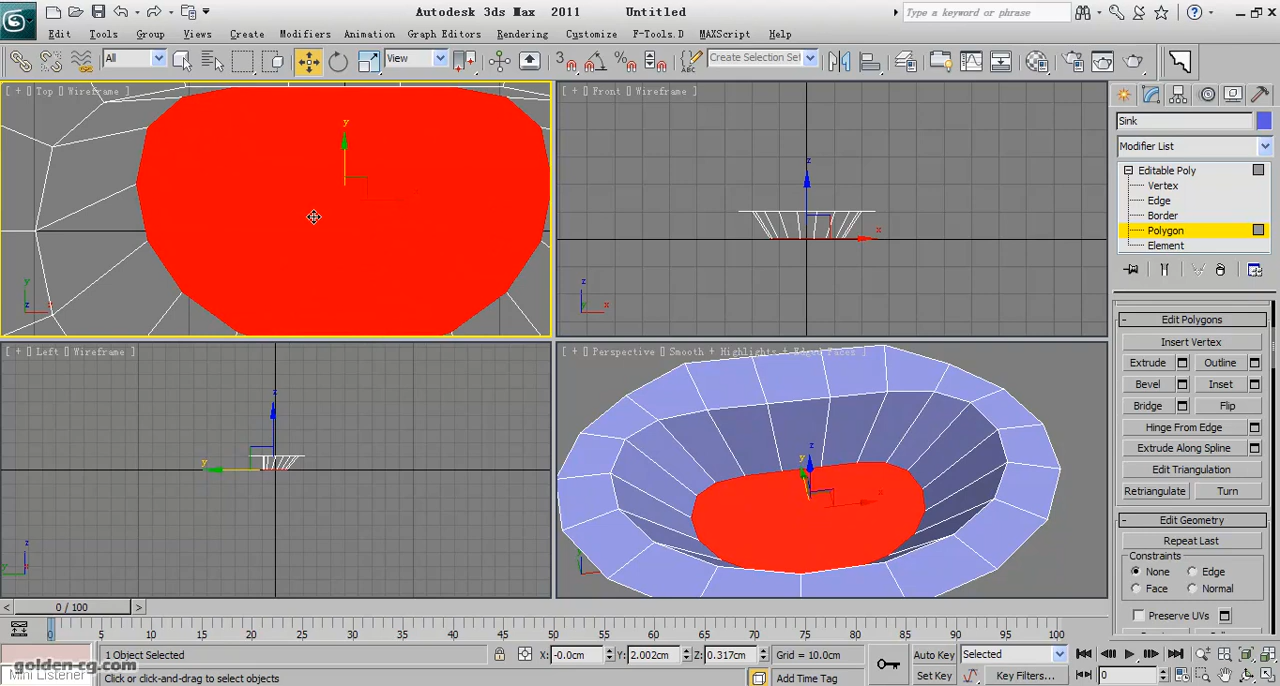 Autodesk 3ds Max 2011 Untitled
Type a keyword or phrase
Edit Tools Group Views Create Modifiers Animation Graph Editors Rendering Customize F-Tools.D MAXScript Help
All View 3 ABC Create Selection Set
[ + ] Top [] Wireframe ]
[ + ] Front [] Wireframe ]
Sink
Modifier List
Editable Poly
Vertex
Edge
Border
Polygon
Element
y
z
x
y
z x
z
x
[ + ] Left [] Wireframe ]
[ + ] Perspective [] Smooth + Highlights + Edged Faces ]
Edit Polygons
Insert Vertex
Extrude Outline
Bevel Inset
Bridge Flip
Hinge From Edge
Extrude Along Spline
Edit Triangulation
Retriangulate Turn
Edit Geometry
Repeat Last
Constraints
None Edge
Face Normal
Preserve UVs
z
y
z
y
z
y
x
0 / 100
0 5 10 15 20 25 30 35 40 45 50 55 60 65 70 75 80 85 90 95 100
1 Object Selected X: -0.0cm Y: 2.002cm Z: 0.317cm Grid = 10.0cm Auto Key Selected
golden-cg.com
Mini Listener Click or click-and-drag to select objects Add Time Tag Set Key Key Filters... 0